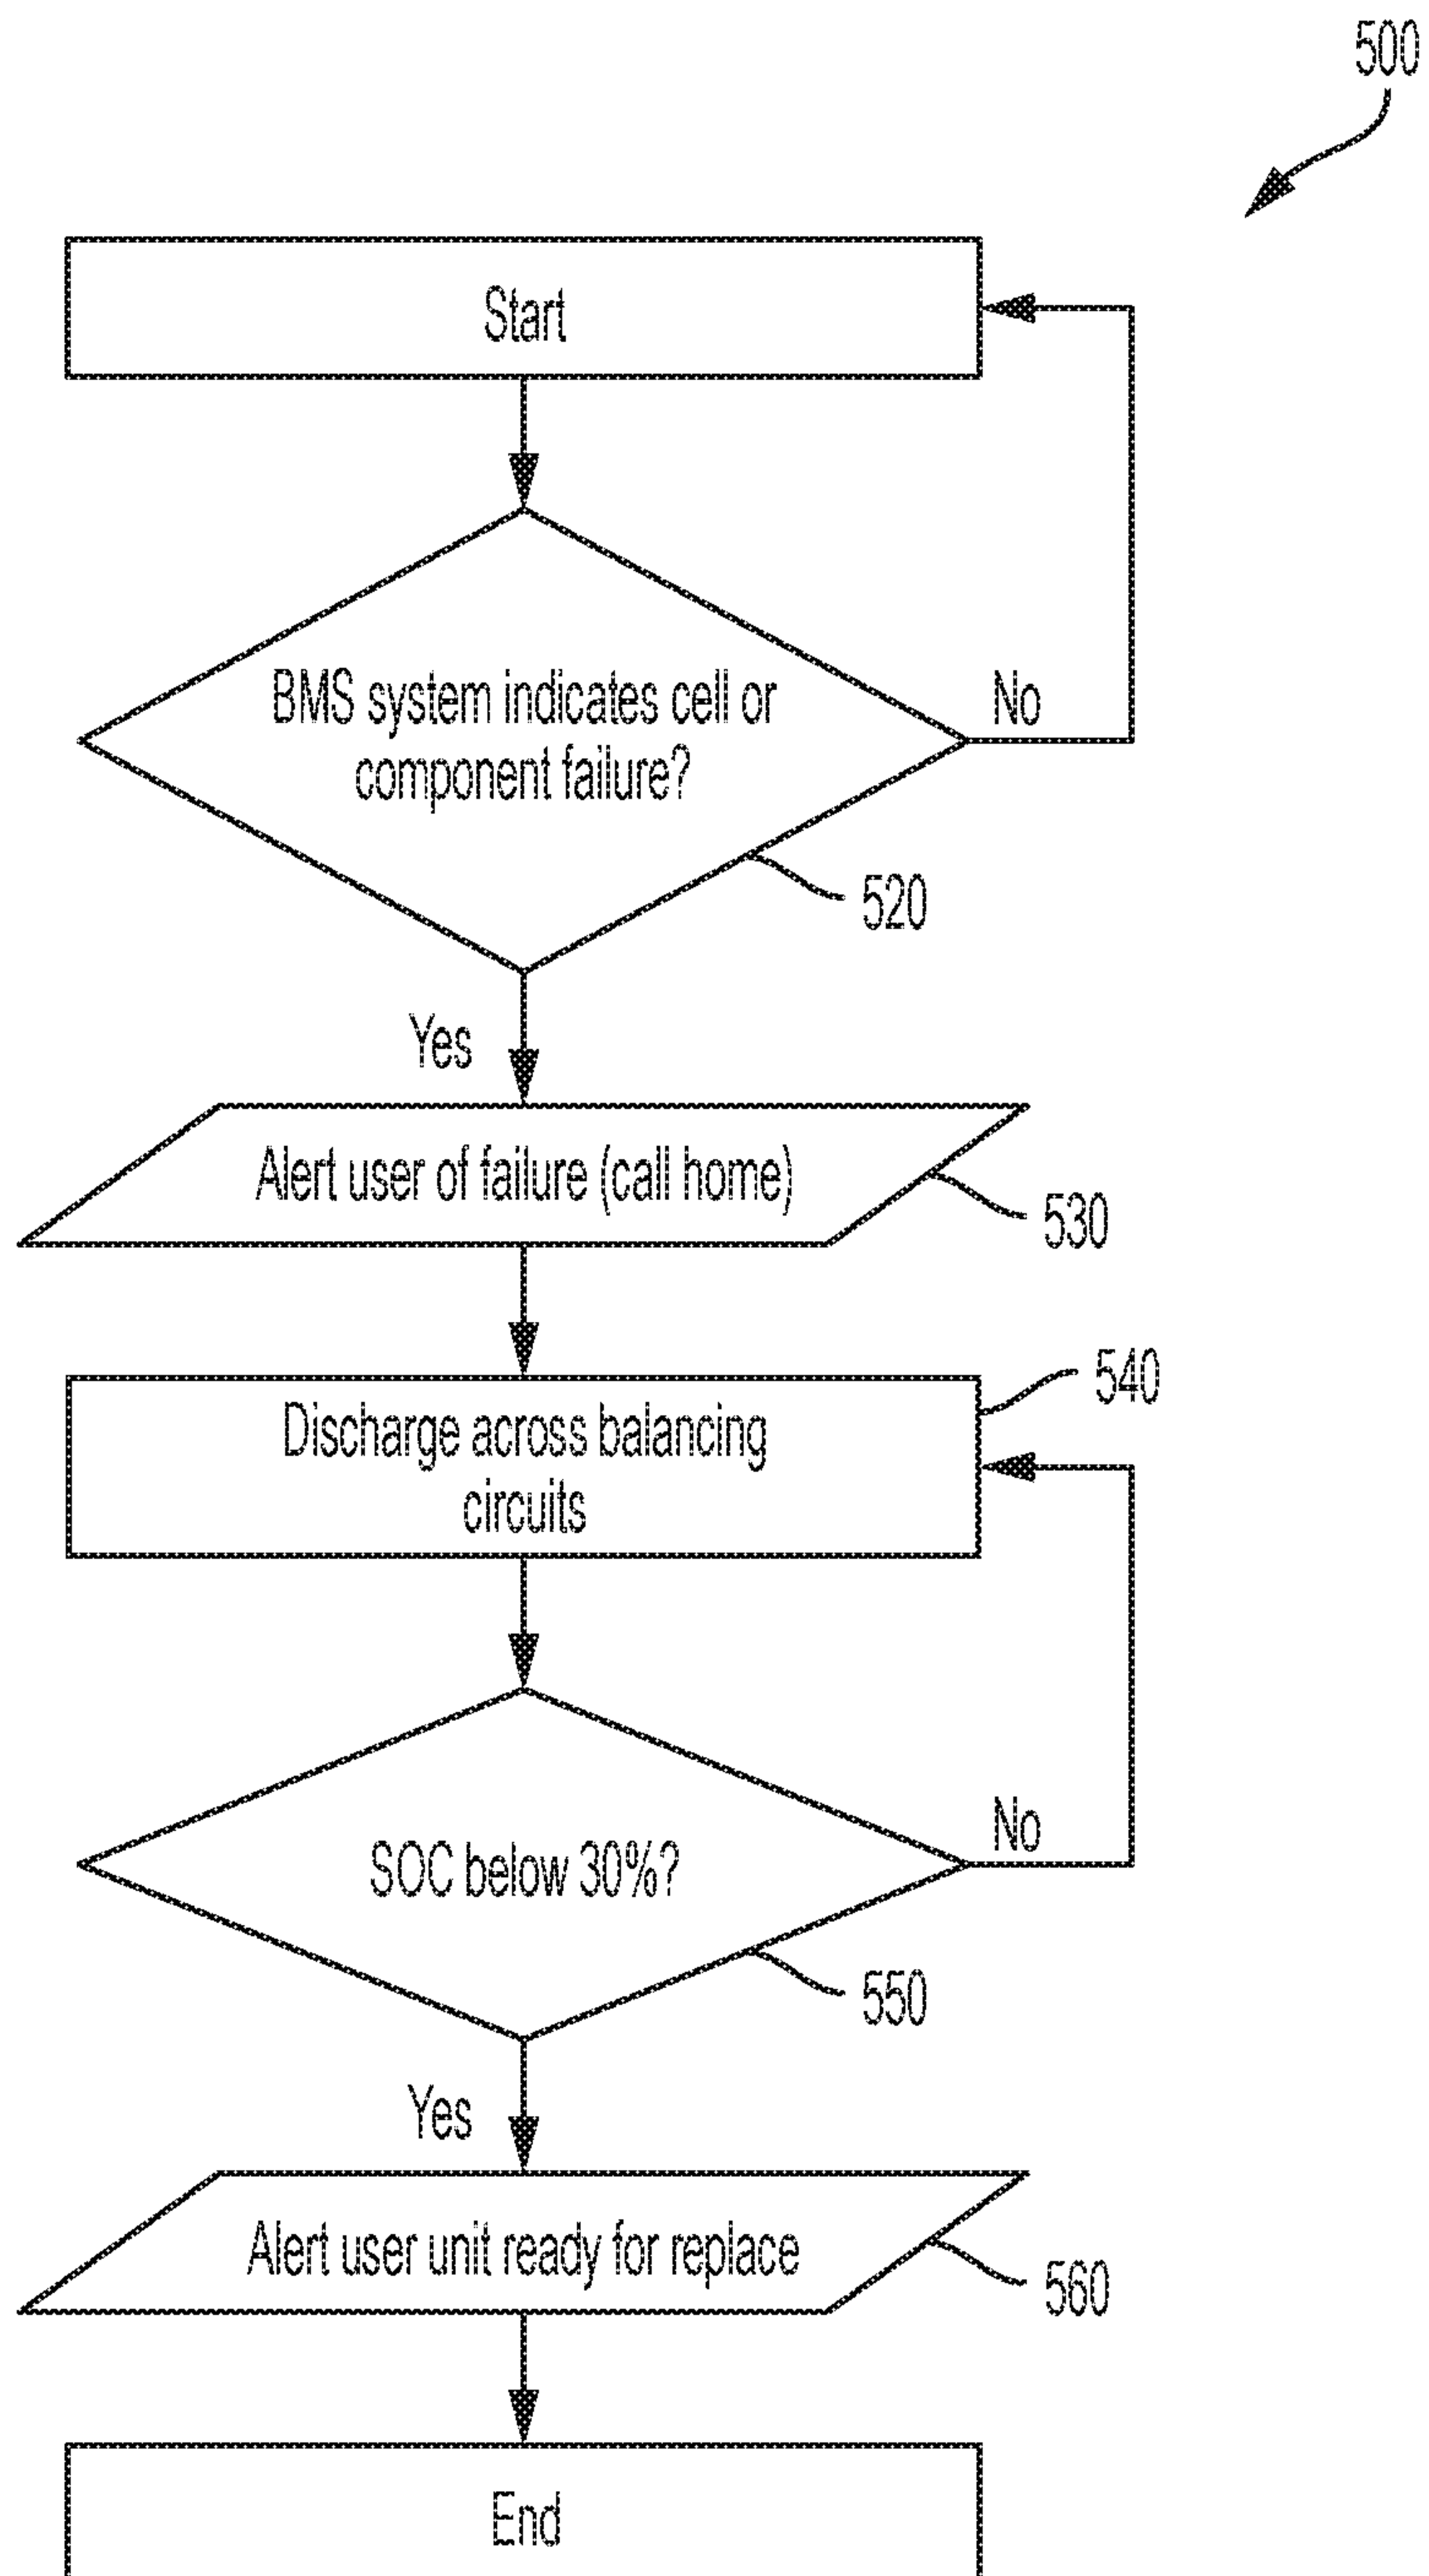 500
Start
BMS system indicates cell or
component failure?
No
520
Yes
Alert user of failure (call home)
530
540
Discharge across balancing
circuits
No
SOC below 30%?
550
Yes
Alert user unit ready for replace
560
End